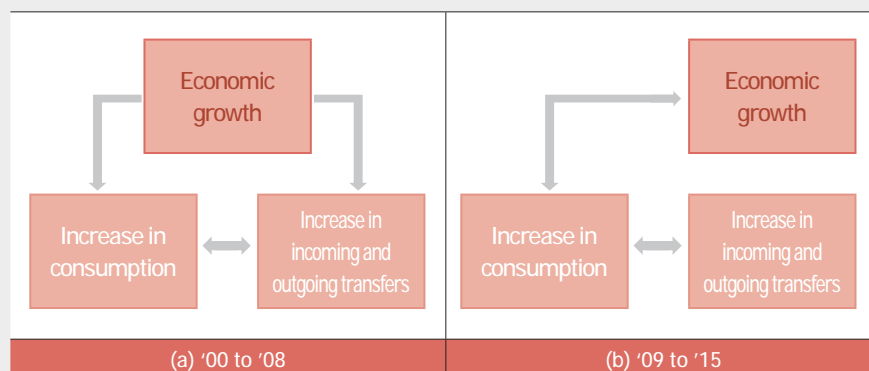 Economic
growth
Increase in
consumption
Increase in
incoming and
outgoing transfers
(a) ‘00 to ‘08
Economic
growth
Increase in
consumption
Increase in
incoming and
outgoing transfers
(b) ‘09 to ‘15